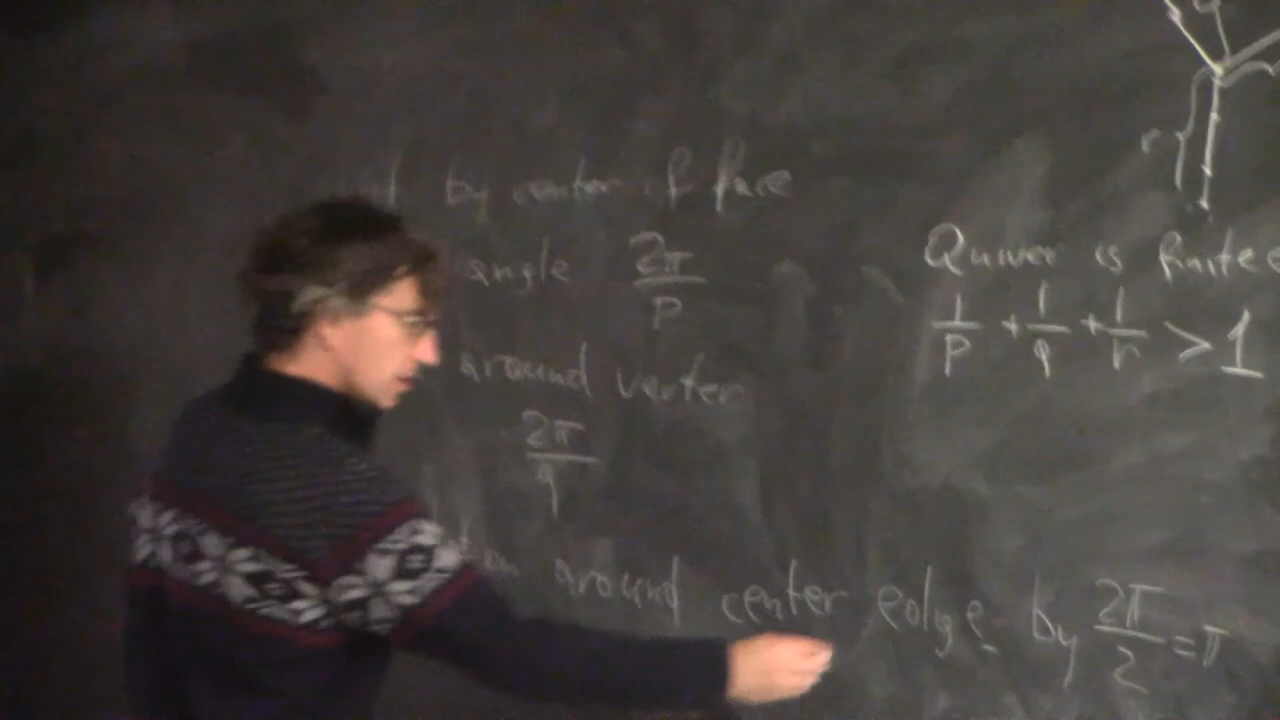 by center of face
angle 2π/p
around vertex
2π/q
around center edge by 2π/2 = π
r
Quiver is finite
1/p + 1/q + 1/r > 1